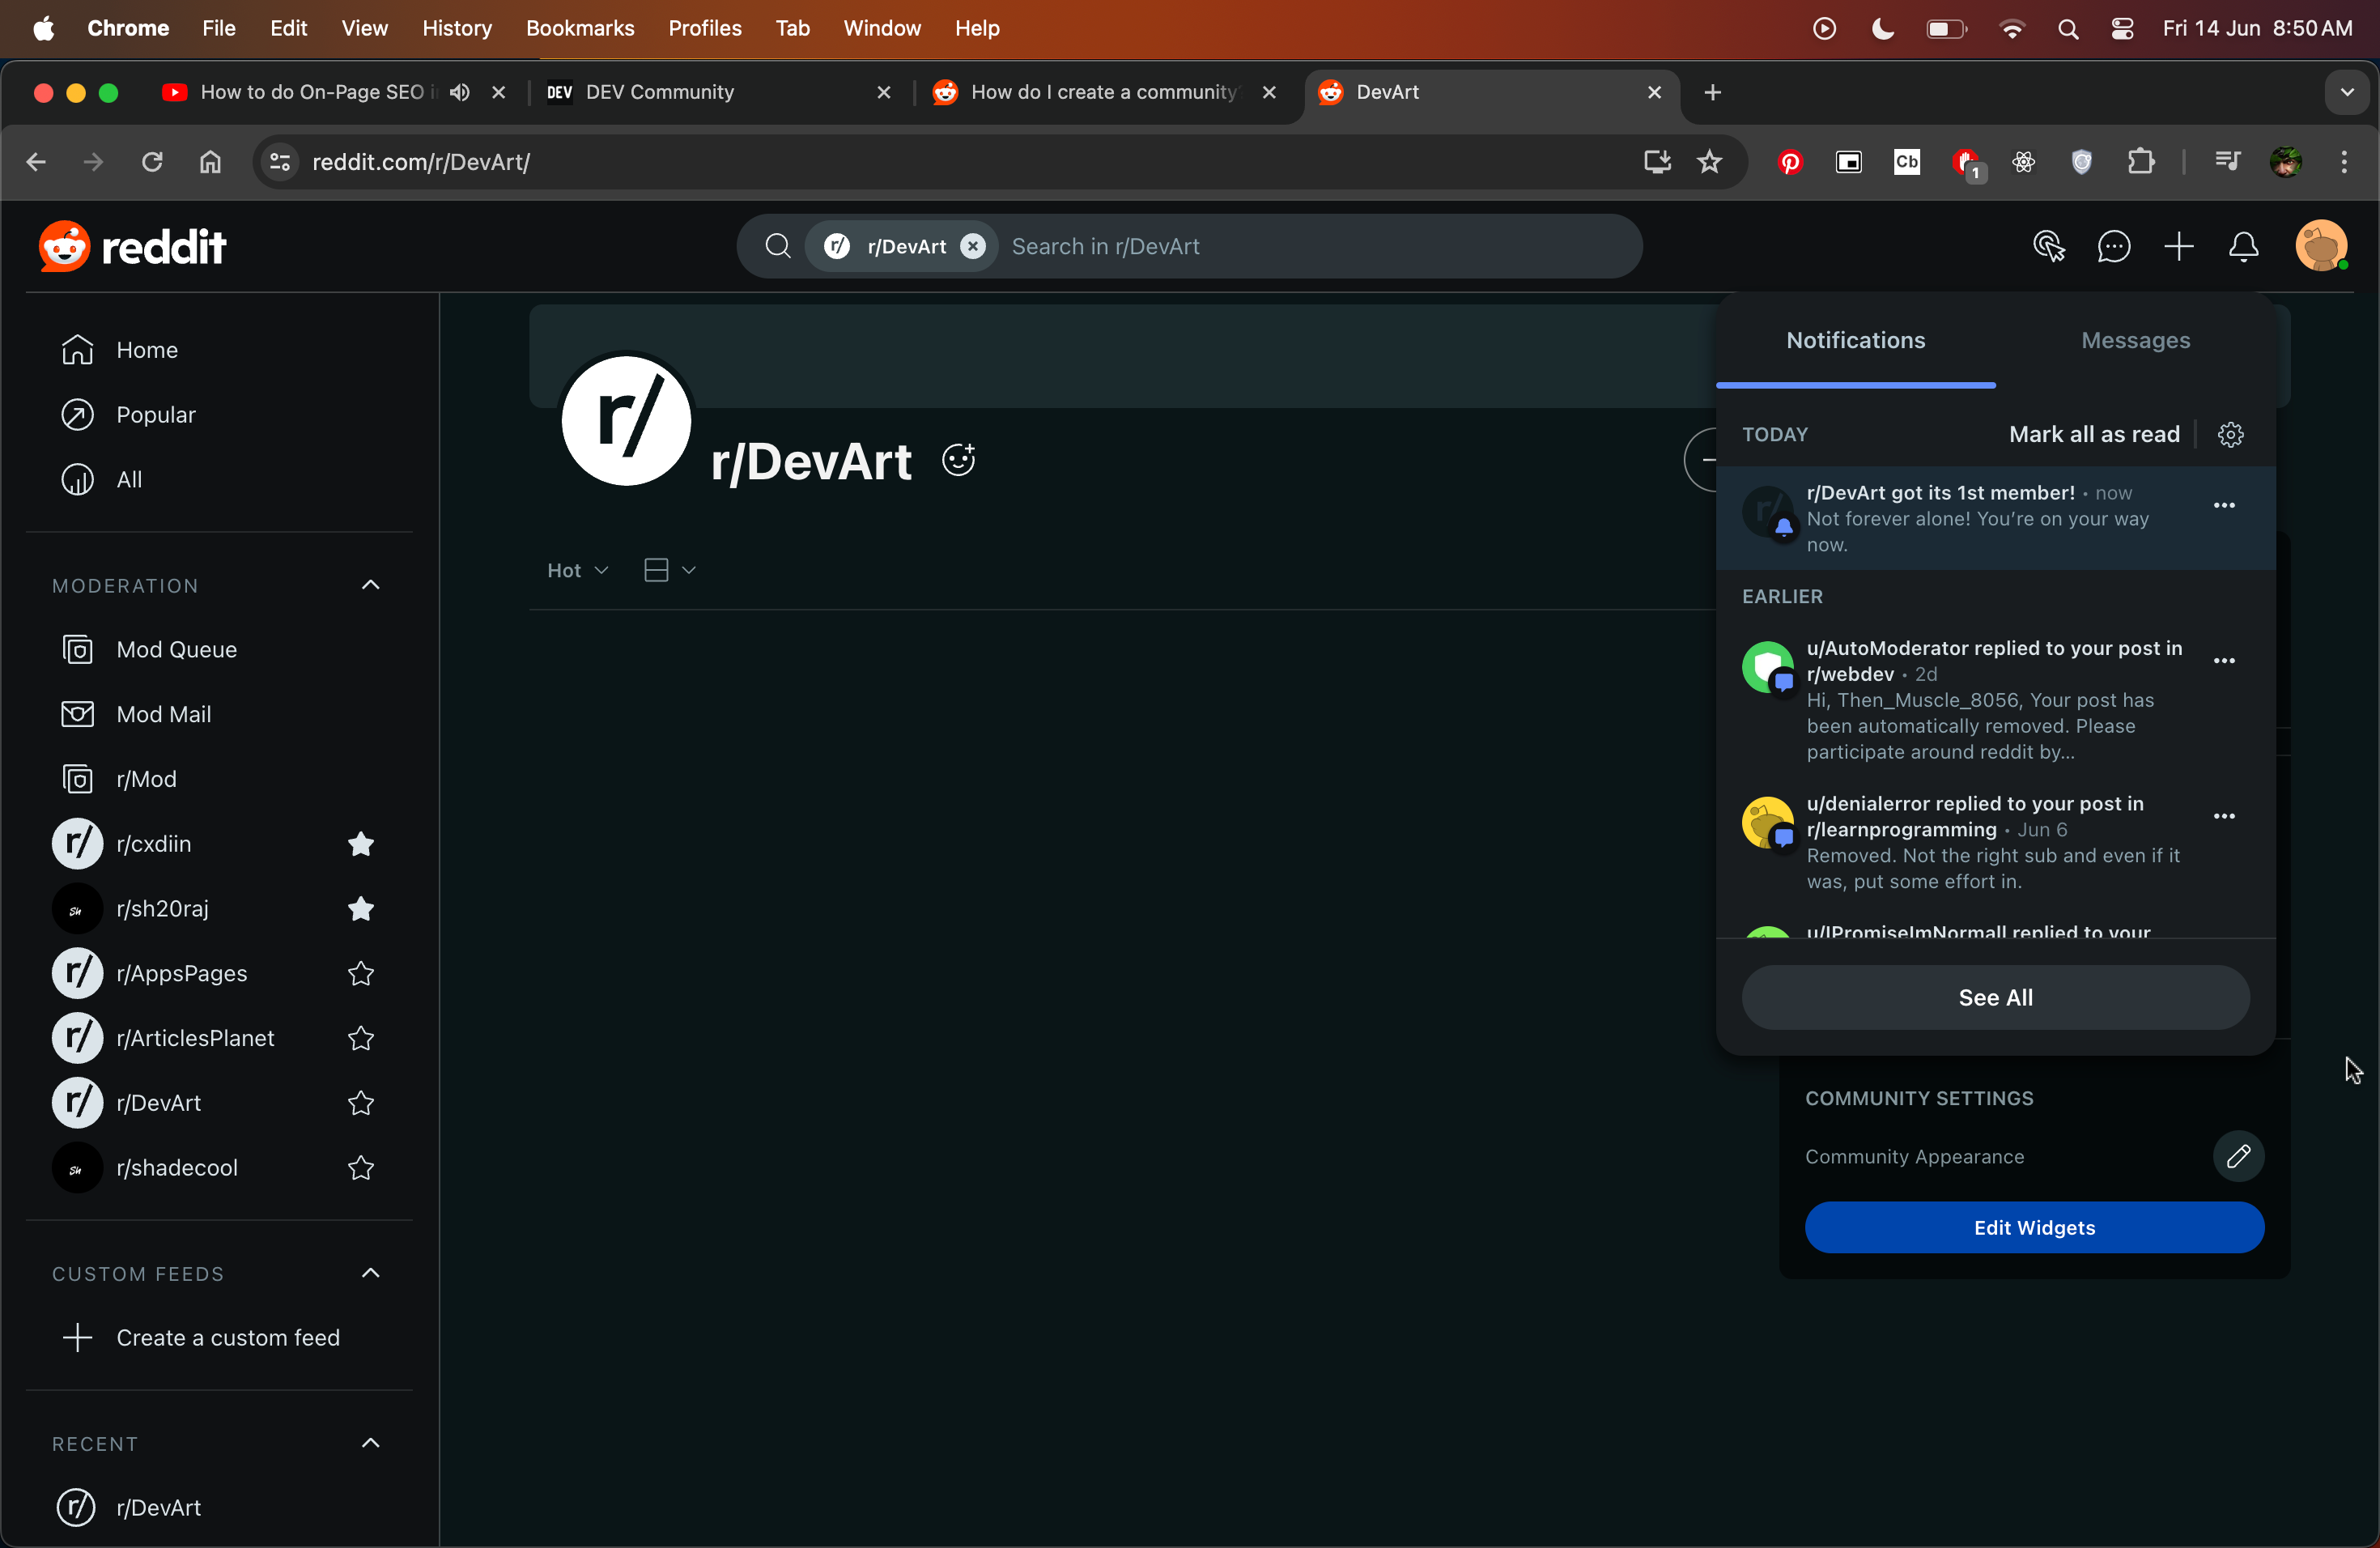 Chrome File Edit View History Bookmarks Profiles Tab Window Help Fri 14 Jun 8:50 AM
How to do On-Page SEO DEV DEV Community How do I create a community DevArt
reddit.com/r/DevArt/ Cb 1
reddit r/ r/DevArt Search in r/DevArt
Home
Popular
All
MODERATION
Mod Queue
Mod Mail
r/Mod
r/ r/cxdiin
r/sh20raj
r/ r/AppsPages
r/ r/ArticlesPlanet
r/ r/DevArt
r/shadecool
CUSTOM FEEDS
Create a custom feed
RECENT
r/ r/DevArt
r/
r/DevArt
Hot
Notifications Messages
TODAY Mark all as read
r/DevArt got its 1st member! • now
Not forever alone! You’re on your way
now.
EARLIER
u/AutoModerator replied to your post in
r/webdev • 2d
Hi, Then_Muscle_8056, Your post has
been automatically removed. Please
participate around reddit by...
u/denialerror replied to your post in
r/learnprogramming • Jun 6
Removed. Not the right sub and even if it
was, put some effort in.
u/IPromiseImNormall replied to your
See All
COMMUNITY SETTINGS
Community Appearance
Edit Widgets